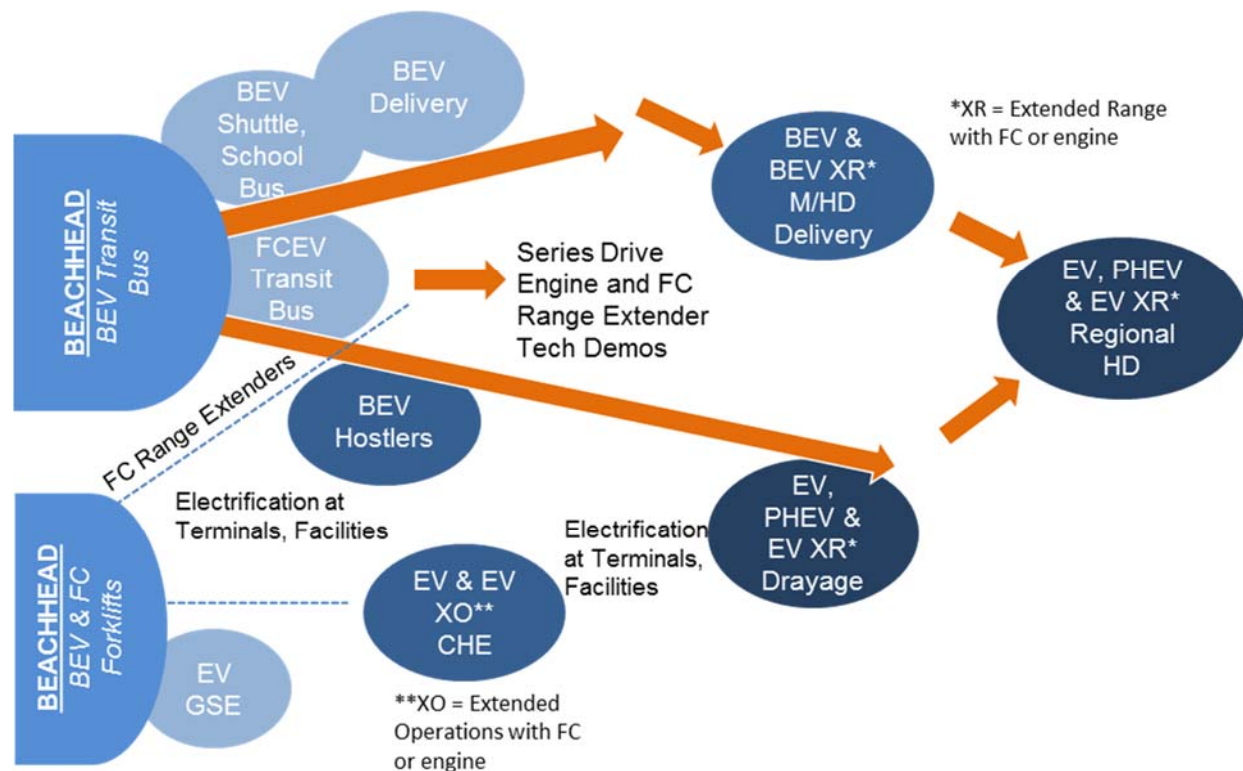 BEACHHEAD
BEV Transit
Bus
BEV
Shuttle,
School
Bus
BEV
Delivery
FCEV
Transit
Bus
Series Drive
Engine and FC
Range Extender
Tech Demos
BEV &
BEV XR*
M/HD
Delivery
*XR = Extended Range
with FC or engine
EV, PHEV
& EV XR*
Regional
HD
FC Range Extenders
BEV
Hostlers
BEACHHEAD
BEV & FC
Forklifts
Electrification at
Terminals, Facilities
EV & EV
XO**
CHE
Electrification
at Terminals,
Facilities
EV,
PHEV &
EV XR*
Drayage
EV
GSE
**XO = Extended
Operations with FC
or engine